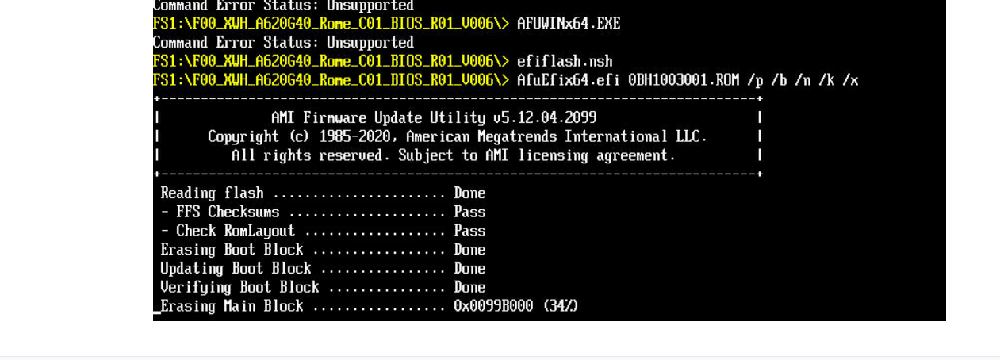 Command Error Status: Unsupported
FS1:\F00_XWH_A620G40_Rome_C01_BIOS_R01_V006\> AFUWINx64.EXE
Command Error Status: Unsupported
FS1:\F00_XWH_A620G40_Rome_C01_BIOS_R01_V006\> efiflash.nsh
FS1:\F00_XWH_A620G40_Rome_C01_BIOS_R01_V006\> AfuEfix64.efi 0BH1003001.ROM /p /b /n /k /x
+---------------------------------------------------------------------------+
| AMI Firmware Update Utility v5.12.04.2099 |
| Copyright (c) 1985-2020, American Megatrends International LLC. |
| All rights reserved. Subject to AMI licensing agreement. |
+---------------------------------------------------------------------------+
Reading flash ...................... Done
- FFS Checksums .................... Pass
- Check RomLayout .................. Pass
Erasing Boot Block ................. Done
Updating Boot Block ................ Done
Verifying Boot Block ............... Done
_Erasing Main Block ................. 0x0099B000 (34%)